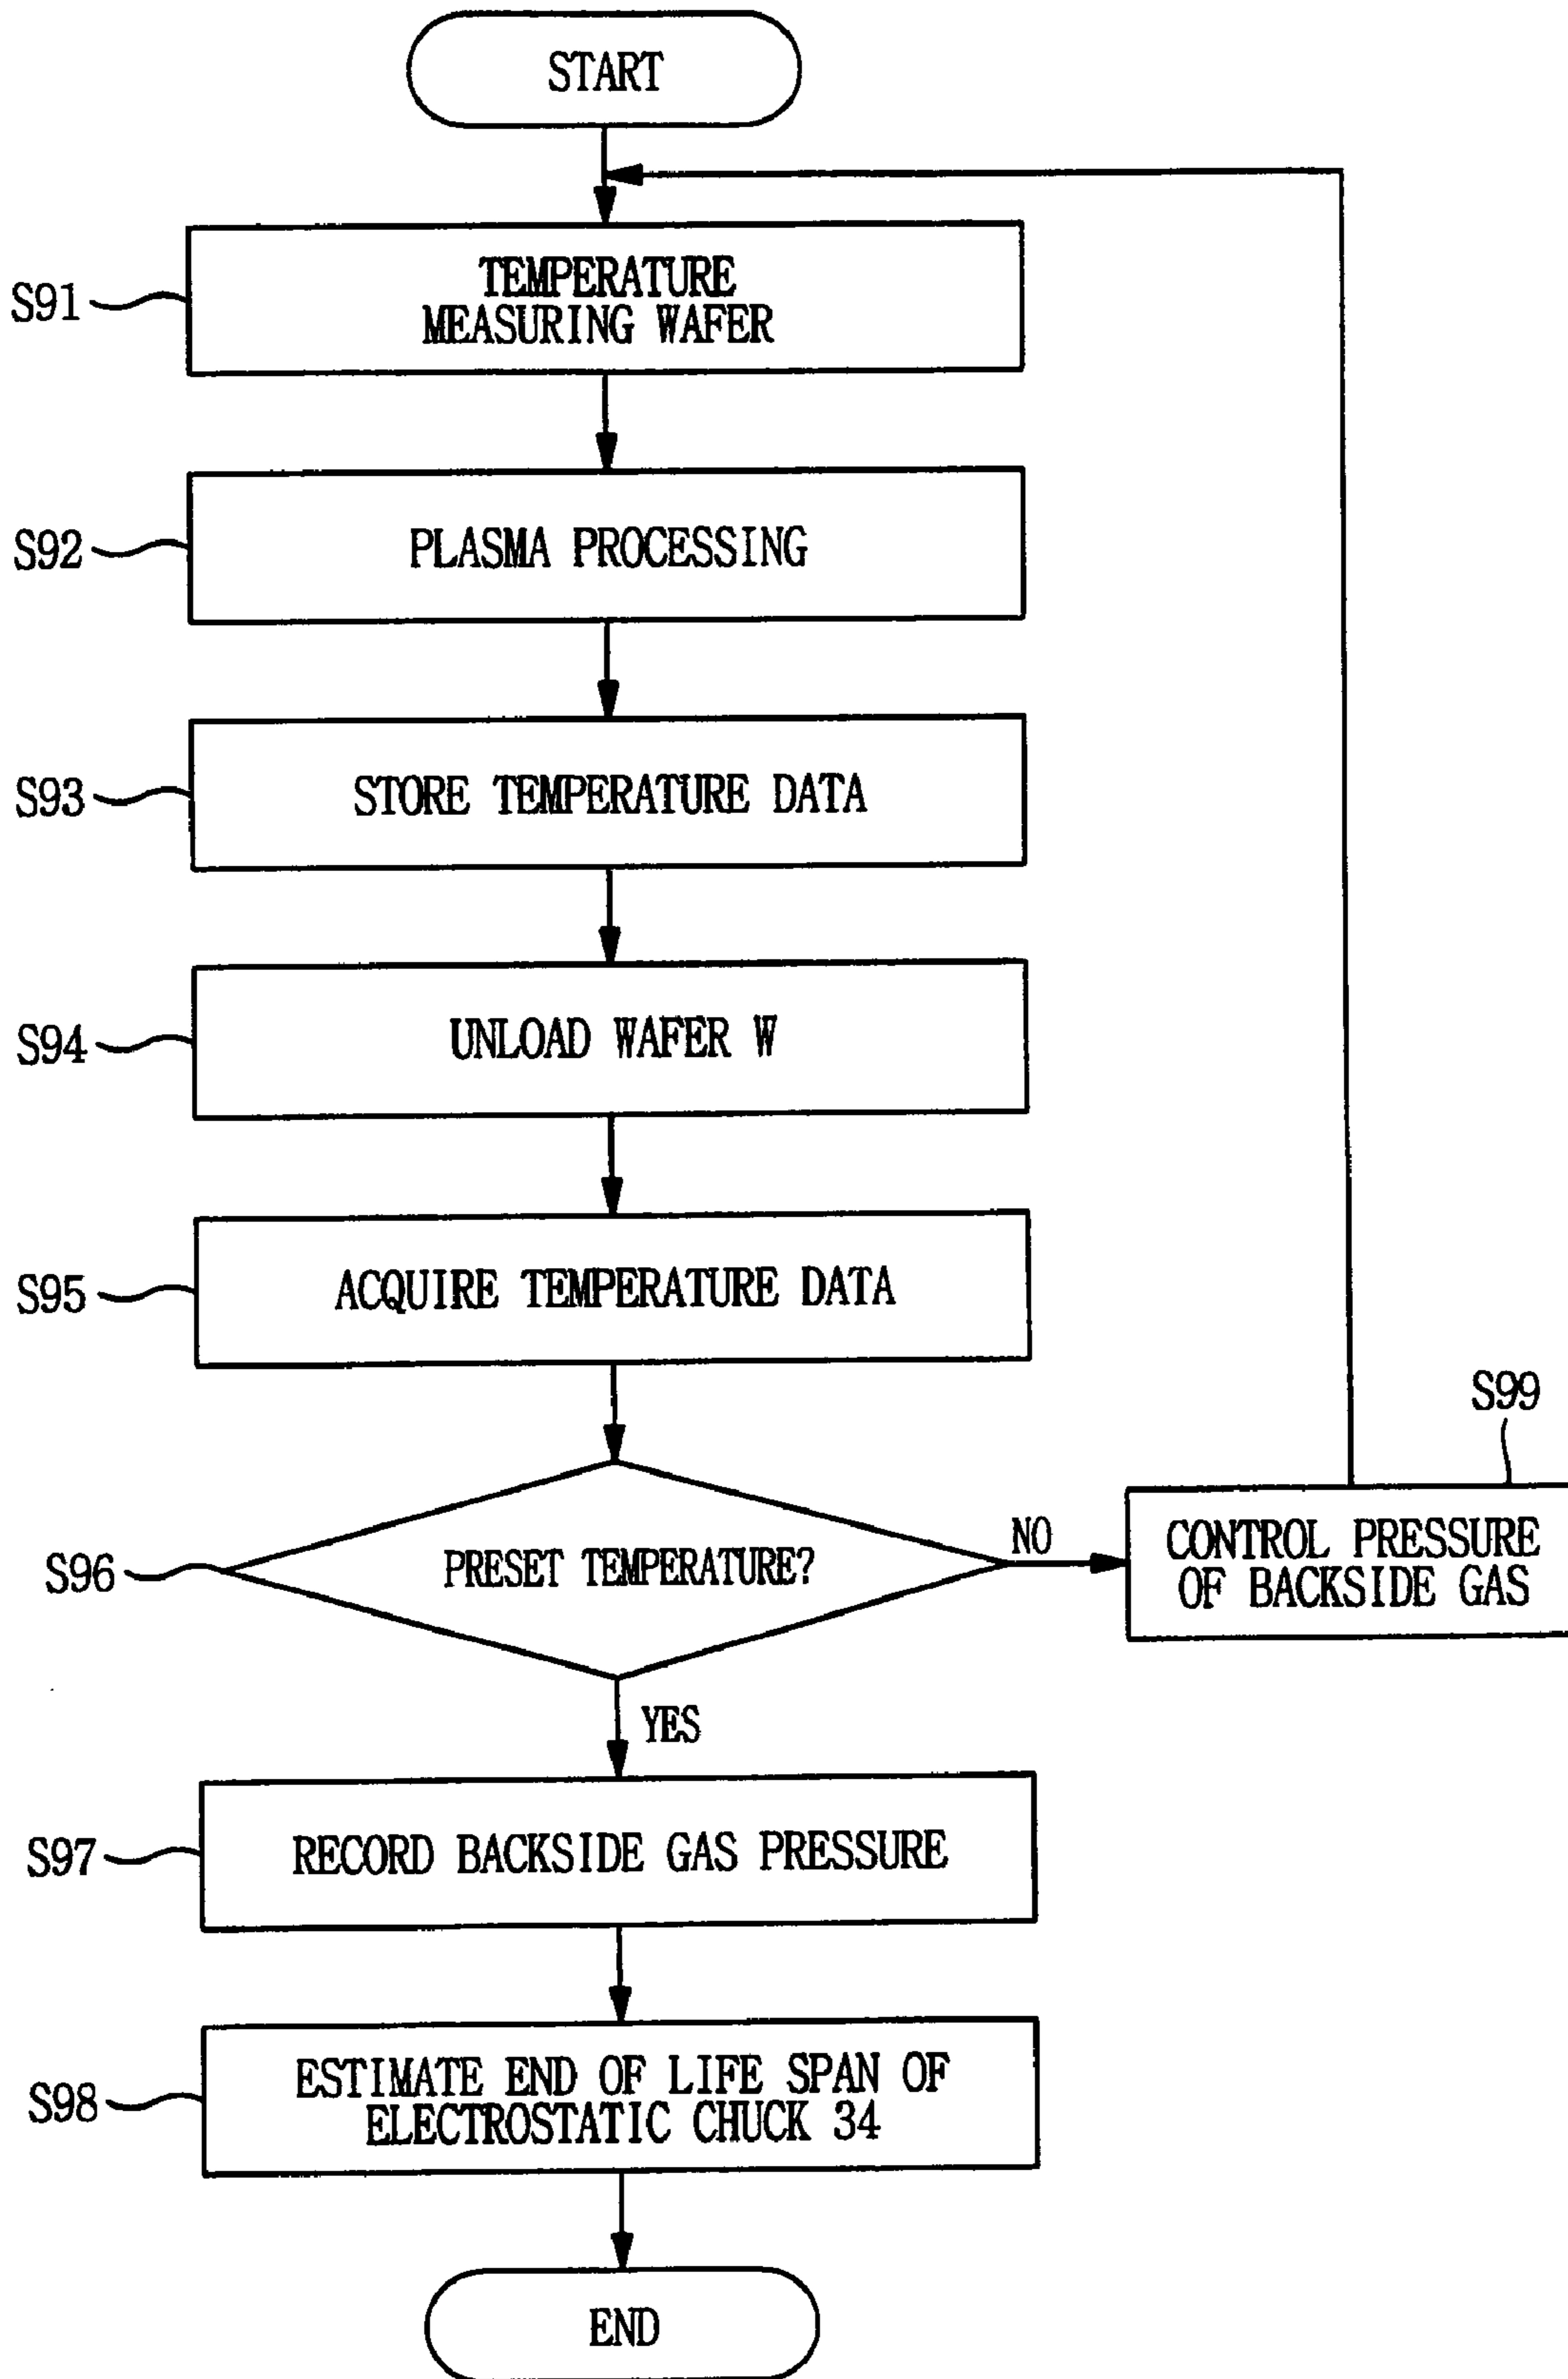 START
S91
TEMPERATURE
MEASURING WAFER
S92
PLASMA PROCESSING
S93
STORE TEMPERATURE DATA
S94
UNLOAD WAFER W
S95
ACQUIRE TEMPERATURE DATA
S96
PRESET TEMPERATURE?
NO
S99
CONTROL PRESSURE
OF BACKSIDE GAS
YES
S97
RECORD BACKSIDE GAS PRESSURE
S98
ESTIMATE END OF LIFE SPAN OF
ELECTROSTATIC CHUCK 34
END